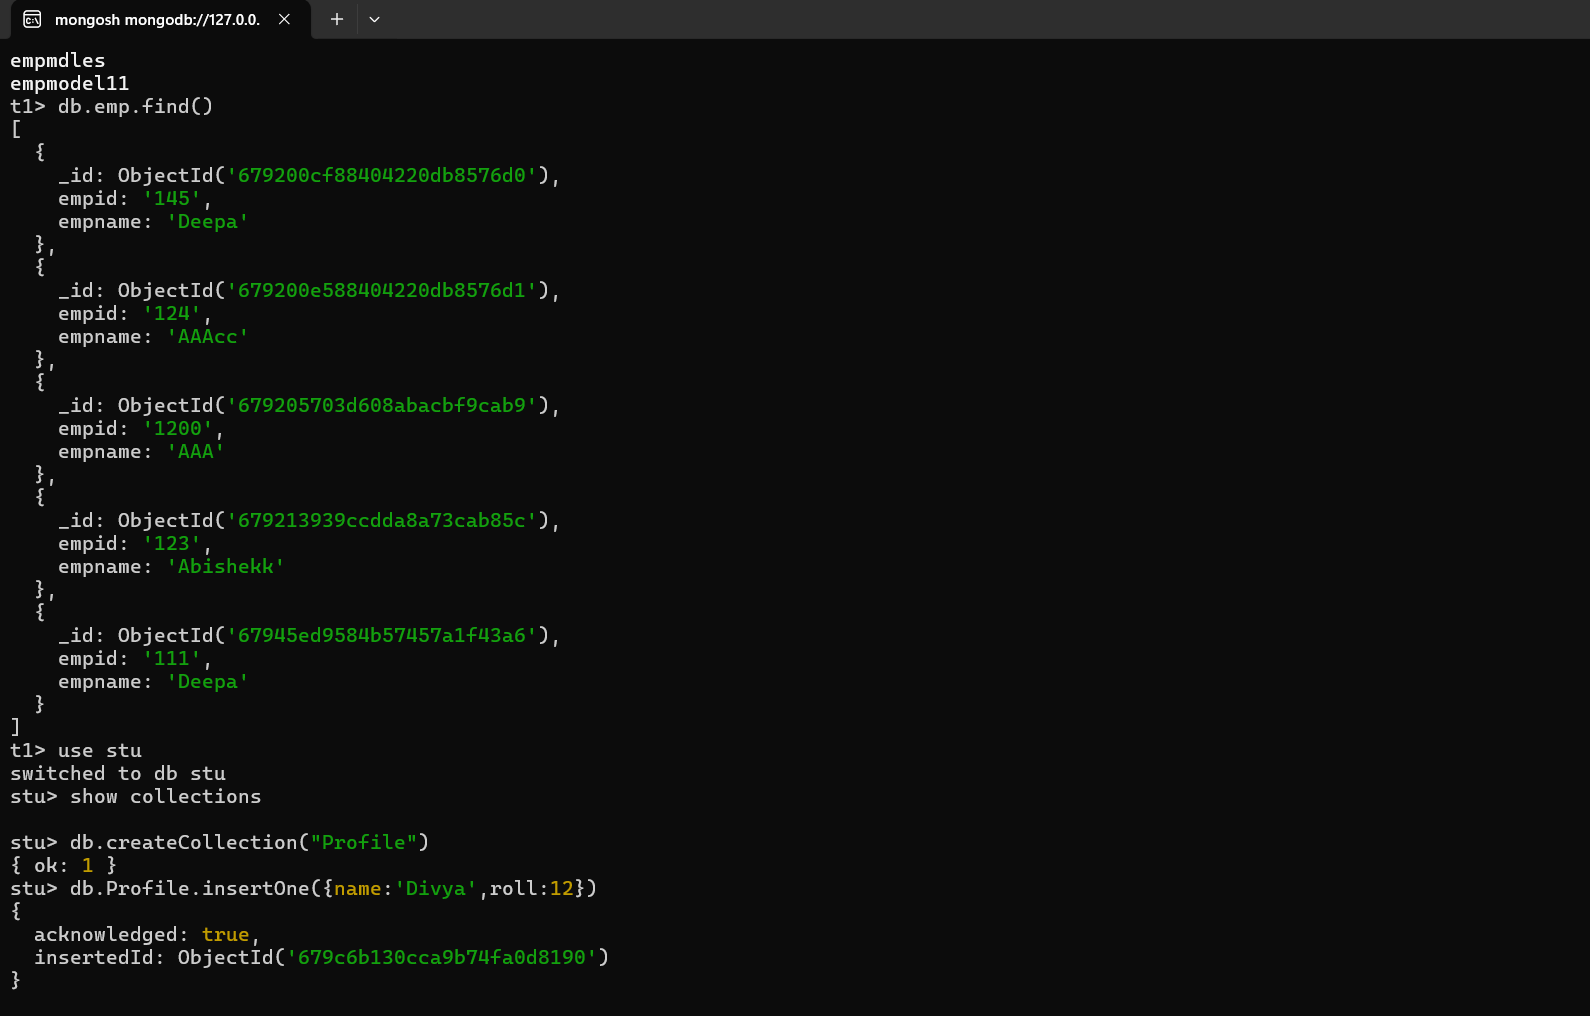 mongosh mongodb://127.0.0.
empmdles
empmodel11
t1> db.emp.find()
[
  {
    _id: ObjectId('679200cf88404220db8576d0'),
    empid: '145',
    empname: 'Deepa'
  },
  {
    _id: ObjectId('679200e588404220db8576d1'),
    empid: '124',
    empname: 'AAAcc'
  },
  {
    _id: ObjectId('679205703d608abacbf9cab9'),
    empid: '1200',
    empname: 'AAA'
  },
  {
    _id: ObjectId('679213939ccdda8a73cab85c'),
    empid: '123',
    empname: 'Abishekk'
  },
  {
    _id: ObjectId('67945ed9584b57457a1f43a6'),
    empid: '111',
    empname: 'Deepa'
  }
]
t1> use stu
switched to db stu
stu> show collections
stu> db.createCollection("Profile")
{ ok: 1 }
stu> db.Profile.insertOne({name:'Divya',roll:12})
{
  acknowledged: true,
  insertedId: ObjectId('679c6b130cca9b74fa0d8190')
}